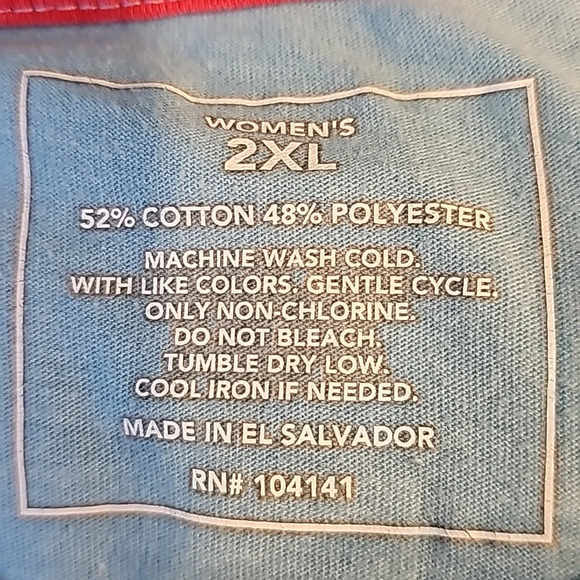 WOMEN'S
2XL
52% COTTON 48% POLYESTER
MACHINE WASH COLD.
WITH LIKE COLORS. GENTLE CYCLE.
ONLY NON-CHLORINE.
DO NOT BLEACH.
TUMBLE DRY LOW.
COOL IRON IF NEEDED.
MADE IN EL SALVADOR
RN# 104141